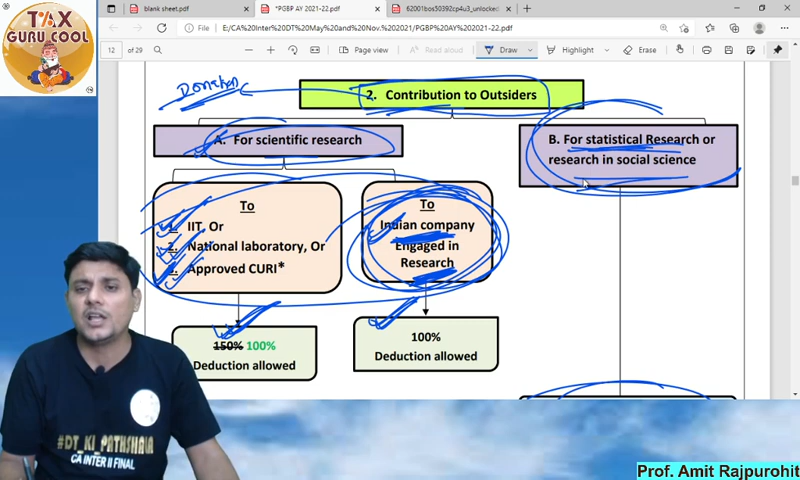 TAX
GURU COOL
blank sheet.pdf
*PGBP AY 2021-22.pdf
62001bos50392cp4u3_unlocked
E:/CA%20Inter%20DT%20May%20and%20Nov.%202021/PGBP%20AY%202021-22.pdf
12 of 29
Page view
Read aloud
Draw
Highlight
Erase
Donation
2. Contribution to Outsiders
A. For scientific research
B. For statistical Research or
research in social science
To
1. IIT, Or
2. National laboratory, Or
3. Approved CURI*
To
Indian company
Engaged in
Research
150% 100%
Deduction allowed
100%
Deduction allowed
#DT_KI_PATHSHALA
CA INTER II FINAL
Prof. Amit Rajpurohit